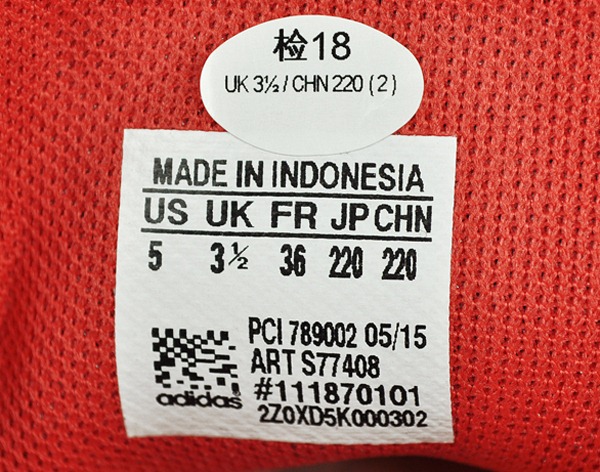 检18
UK 3½ / CHN 220 ( 2 )
MADE IN INDONESIA
US UK FR JP CHN
5 3½ 36 220 220
PCI 789002 05/15
ART S77408
#111870101
adidas
2Z0XD5K000302